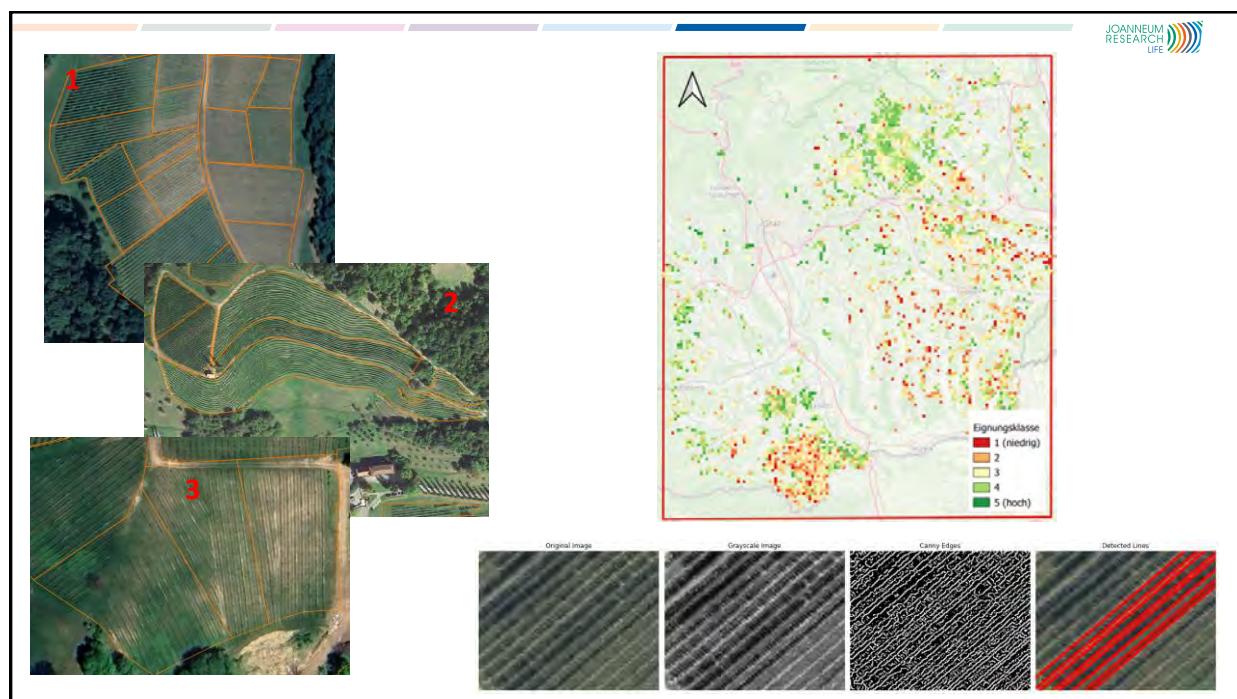 JOANNEUM
RESEARCH
LIFE
1
2
3
Eignungsklasse
1 (niedrig)
2
3
4
5 (hoch)
Original Image
Grayscale Image
Canny Edges
Detected Lines